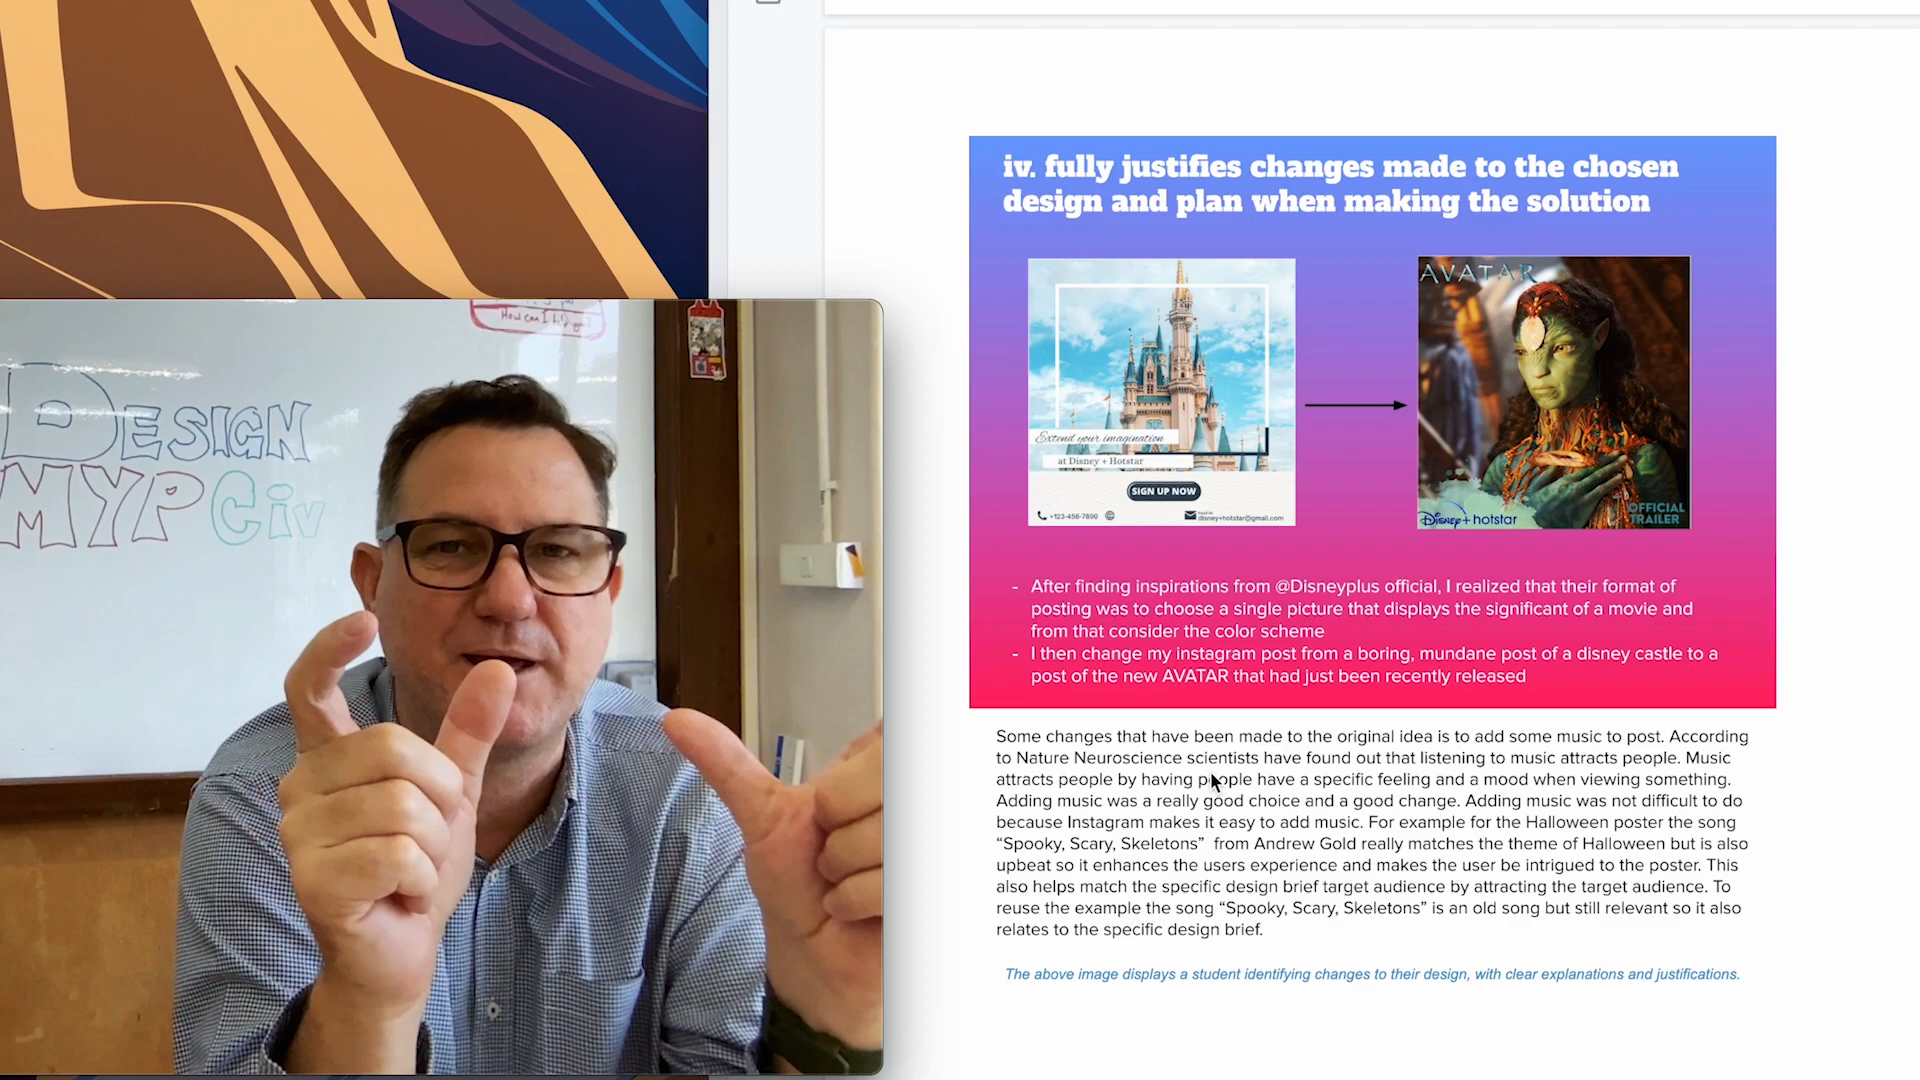 How can I help you?
DESIGN
MYP Civ
iv. fully justifies changes made to the chosen
design and plan when making the solution
Extend your imagination
at Disney + Hotstar
SIGN UP NOW
+123-456-7890
disney+hotstar@gmail.com
AVATAR
Disney+ hotstar
OFFICIAL
TRAILER
- After finding inspirations from @Disneyplus official, I realized that their format of
posting was to choose a single picture that displays the significant of a movie and
from that consider the color scheme
- I then change my instagram post from a boring, mundane post of a disney castle to a
post of the new AVATAR that had just been recently released
Some changes that have been made to the original idea is to add some music to post. According
to Nature Neuroscience scientists have found out that listening to music attracts people. Music
attracts people by having people have a specific feeling and a mood when viewing something.
Adding music was a really good choice and a good change. Adding music was not difficult to do
because Instagram makes it easy to add music. For example for the Halloween poster the song
“Spooky, Scary, Skeletons” from Andrew Gold really matches the theme of Halloween but is also
upbeat so it enhances the users experience and makes the user be intrigued to the poster. This
also helps match the specific design brief target audience by attracting the target audience. To
reuse the example the song “Spooky, Scary, Skeletons” is an old song but still relevant so it also
relates to the specific design brief.
The above image displays a student identifying changes to their design, with clear explanations and justifications.